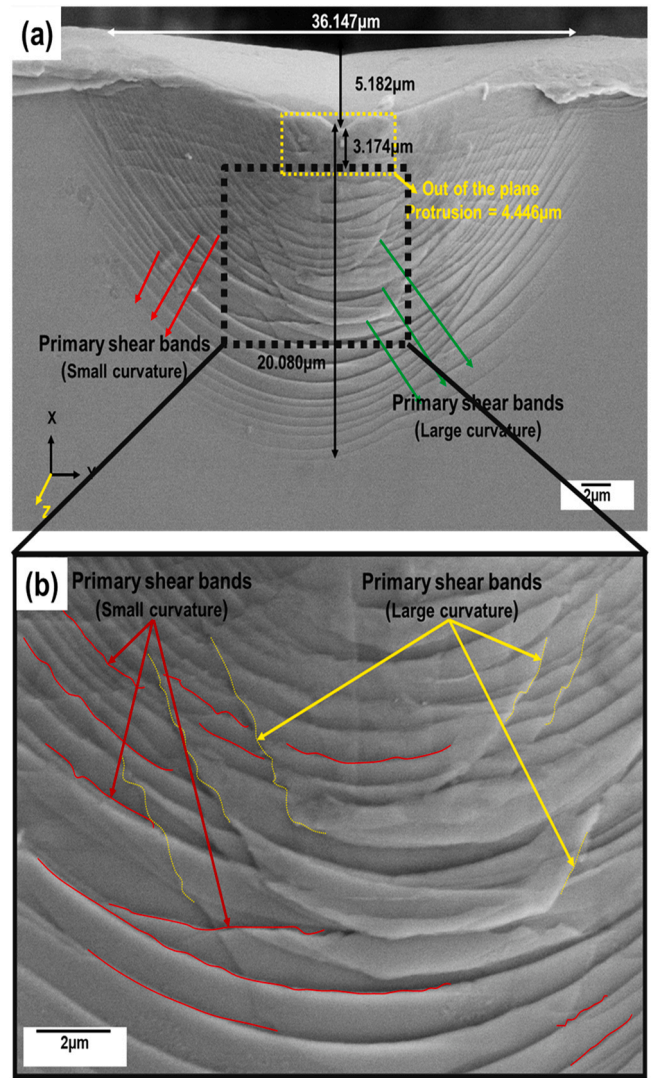 (a)
36.147µm
5.182µm
3.174µm
Out of the plane
Protrusion = 4.446µm
Primary shear bands
(Small curvature)
20.080µm
Primary shear bands
(Large curvature)
X
Y
Z
2µm
(b)
Primary shear bands
(Small curvature)
Primary shear bands
(Large curvature)
2µm